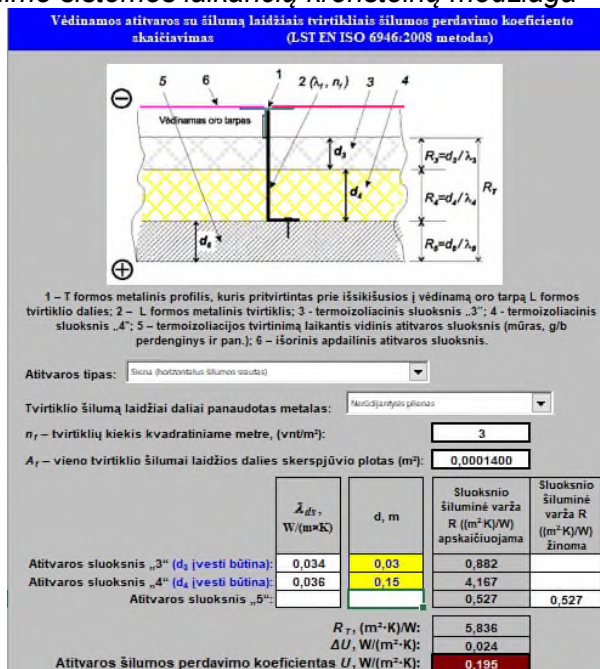 Vėdinamos atitvaros su šilumą laidžiais tvirtikliais šilumos perdavimo koeficiento
skaičiavimas (LST EN ISO 6946:2008 metodas)
5 6 1 2 (λf, nf) 3 4
Vėdinamas oro tarpas
d3
R3=d3/λ3
d4
R4=d4/λ4
RT
d5
R5=d5/λ5
1 – T formos metalinis profilis, kuris pritvirtintas prie išsikišusios į vėdinamą oro tarpą L formos
tvirtiklio dalies; 2 – L formos metalinis tvirtiklis; 3 - termoizoliacinis sluoksnis „3"; 4 - termoizoliacinis
sluoksnis „4"; 5 – termoizoliacijos tvirtinimą laikantis vidinis atitvaros sluoksnis (mūras, g/b
perdenginys ir pan.); 6 – išorinis apdailinis atitvaros sluoksnis.
Atitvaros tipas: Siena (horizontalus šilumos srautas)
Tvirtiklio šilumą laidžiai daliai panaudotas metalas: Nerūdijantysis plienas
nf – tvirtiklių kiekis kvadratiniame metre, (vnt/m²): 3
Af – vieno tvirtiklio šilumai laidžios dalies skerspjūvio plotas (m²): 0,0001400
λds, W/(m×K)
d, m
Sluoksnio šiluminė varža R ((m²·K)/W) apskaičiuojama
Sluoksnio šiluminė varža R ((m²·K)/W) žinoma
Atitvaros sluoksnis „3" (d3 įvesti būtina): 0,034 0,03 0,882
Atitvaros sluoksnis „4" (d4 įvesti būtina): 0,036 0,15 4,167
Atitvaros sluoksnis „5": 0,527 0,527
RT, (m²·K)/W: 5,836
ΔU, W/(m²·K): 0,024
Atitvaros šilumos perdavimo koeficientas U, W/(m²·K): 0,195